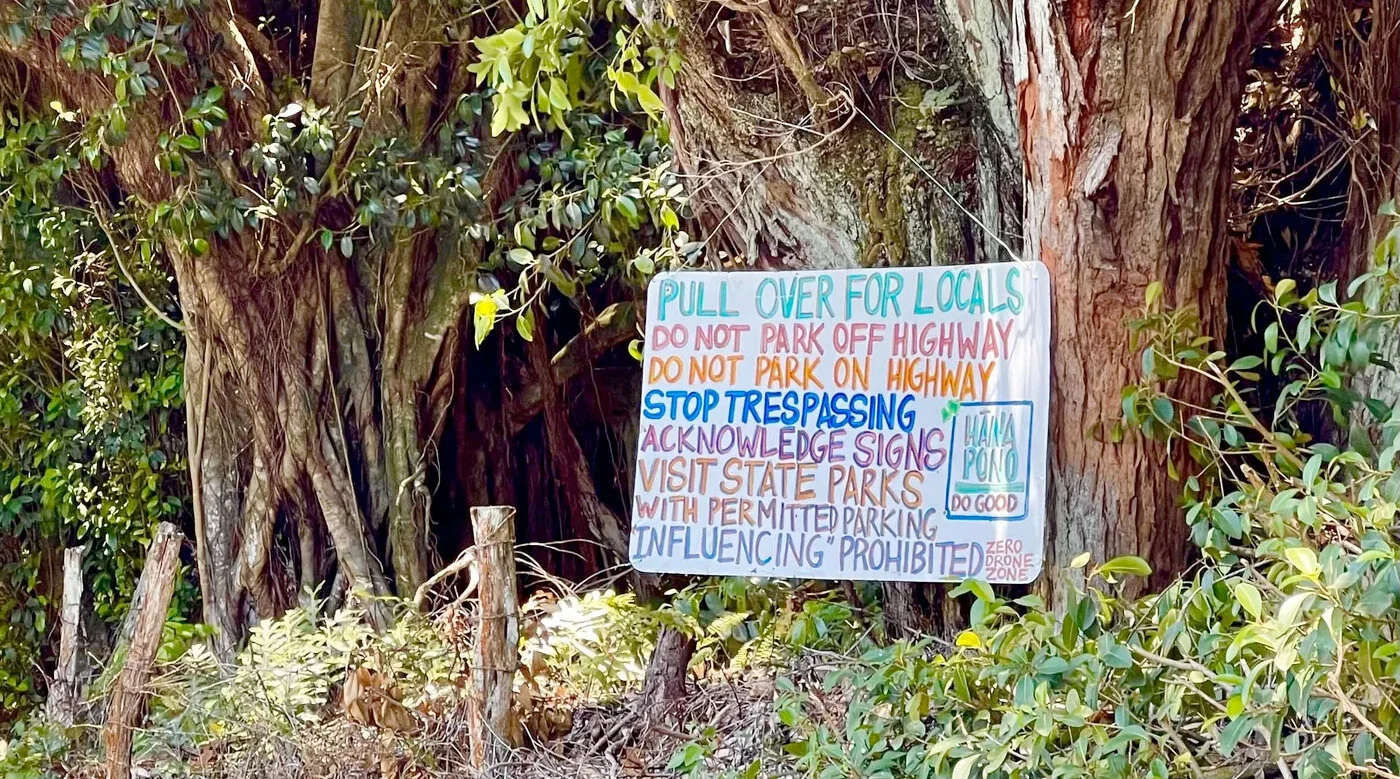 PULL OVER FOR LOCALS
DO NOT PARK OFF HIGHWAY
DO NOT PARK ON HIGHWAY
STOP TRESPASSING
ACKNOWLEDGE SIGNS
VISIT STATE PARKS
WITH PERMITTED PARKING
"INFLUENCING" PROHIBITED
HĀNA
PONO
DO GOOD
ZERO
DRONE
ZONE